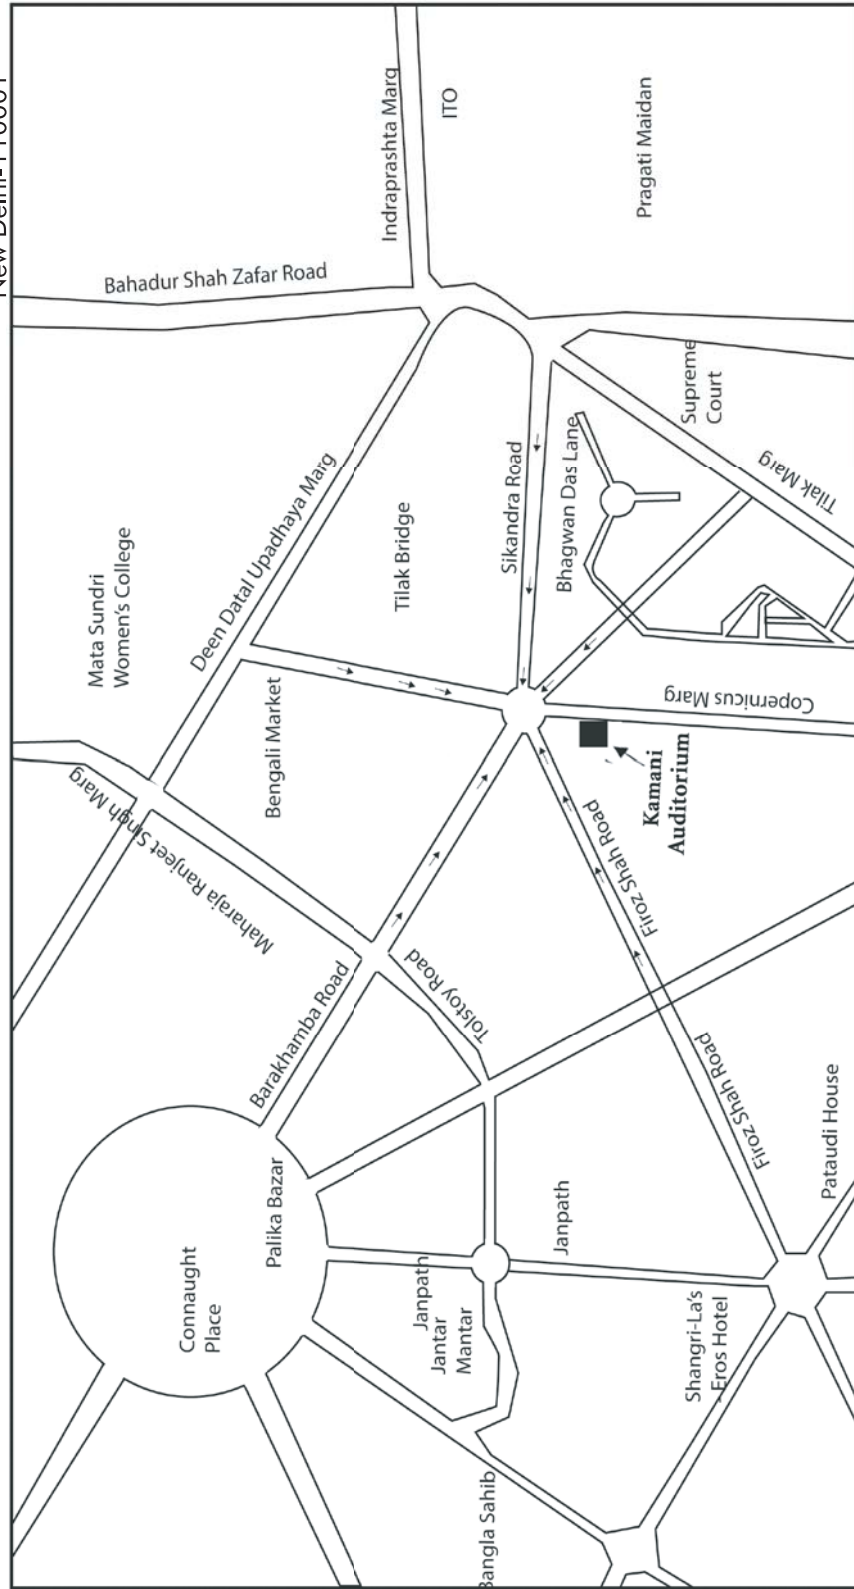 New Delhi-110001
Connaught
Place
Palika Bazar
Barakhamba Road
Maharaja Ranjeet Singh Marg
Mata Sundri
Women's College
Deen Datal Upadhaya Marg
Bahadur Shah Zafar Road
Indraprashta Marg
ITO
Pragati Maidan
Bengali Market
Tilak Bridge
Sikandra Road
Bhagwan Das Lane
Supreme
Court
Tilak Marg
Copernicus Marg
Kamani
Auditorium
Firoz Shah Road
Firoz Shah Road
Tolstoy Road
Janpath
Jantar
Mantar
Janpath
Shangri-La's
- Eros Hotel
Pataudi House
Bangla Sahib